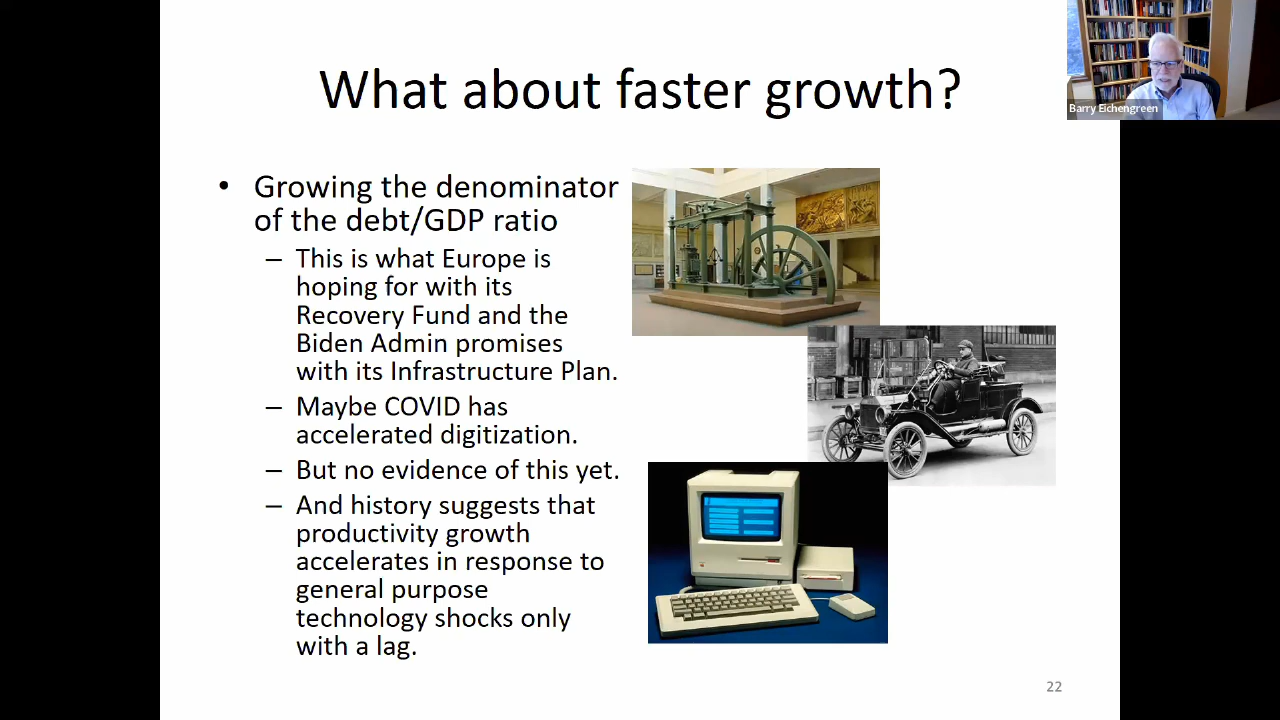 What about faster growth?
Barry Eichengreen
• Growing the denominator
of the debt/GDP ratio
– This is what Europe is
hoping for with its
Recovery Fund and the
Biden Admin promises
with its Infrastructure Plan.
– Maybe COVID has
accelerated digitization.
– But no evidence of this yet.
– And history suggests that
productivity growth
accelerates in response to
general purpose
technology shocks only
with a lag.
22